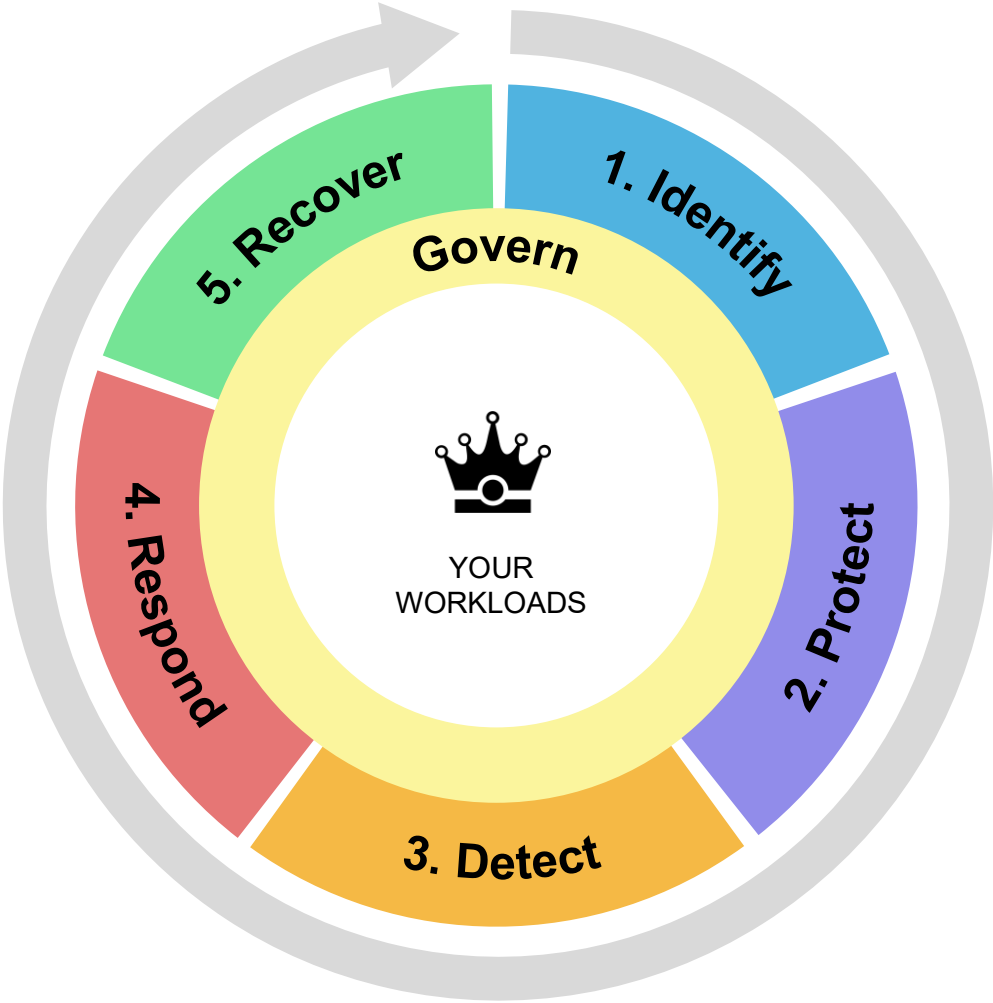 1. Identify
2. Protect
3. Detect
4. Respond
5. Recover
Govern
YOUR
WORKLOADS